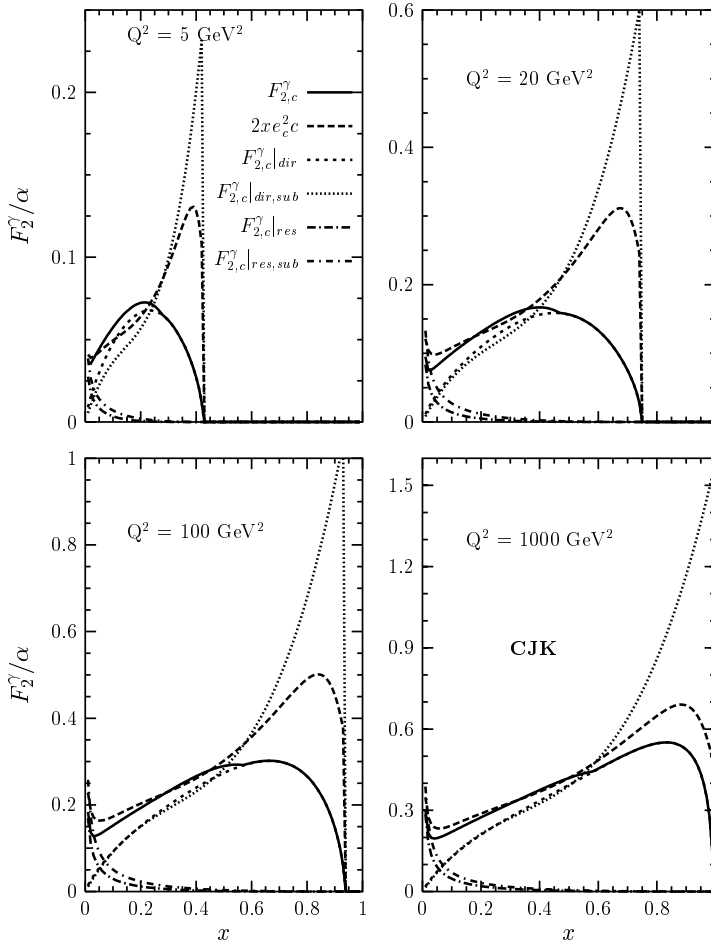 Q² = 5 GeV²
F^γ_{2,c}
2xe²_c c
F^γ_{2,c}|_{dir}
F^γ_{2,c}|_{dir,sub}
F^γ_{2,c}|_{res}
F^γ_{2,c}|_{res,sub}
F₂^γ/α
0.2
0.1
0
Q² = 20 GeV²
0.6
0.4
0.2
0
Q² = 100 GeV²
F₂^γ/α
1
0.8
0.6
0.4
0.2
0
0 0.2 0.4 0.6 0.8 1
x
Q² = 1000 GeV²
CJK
1.5
1.2
0.9
0.6
0.3
0
0.2 0.4 0.6 0.8
x